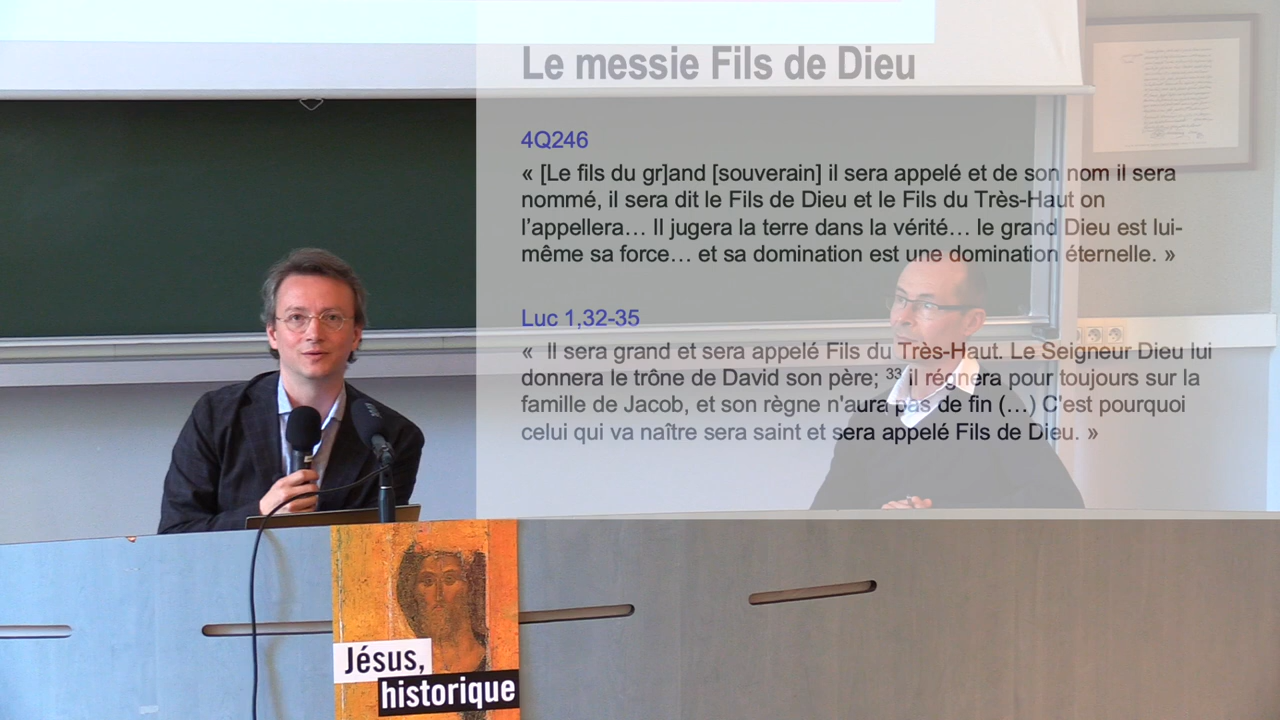 Le messie Fils de Dieu
4Q246
« [Le fils du gr]and [souverain] il sera appelé et de son nom il sera
nommé, il sera dit le Fils de Dieu et le Fils du Très-Haut on
l'appellera… Il jugera la terre dans la vérité… le grand Dieu est lui-
même sa force… et sa domination est une domination éternelle. »
Luc 1,32-35
« Il sera grand et sera appelé Fils du Très-Haut. Le Seigneur Dieu lui
donnera le trône de David son père; ³³ il régnera pour toujours sur la
famille de Jacob, et son règne n'aura pas de fin (…) C'est pourquoi
celui qui va naître sera saint et sera appelé Fils de Dieu. »
Jésus,
historique